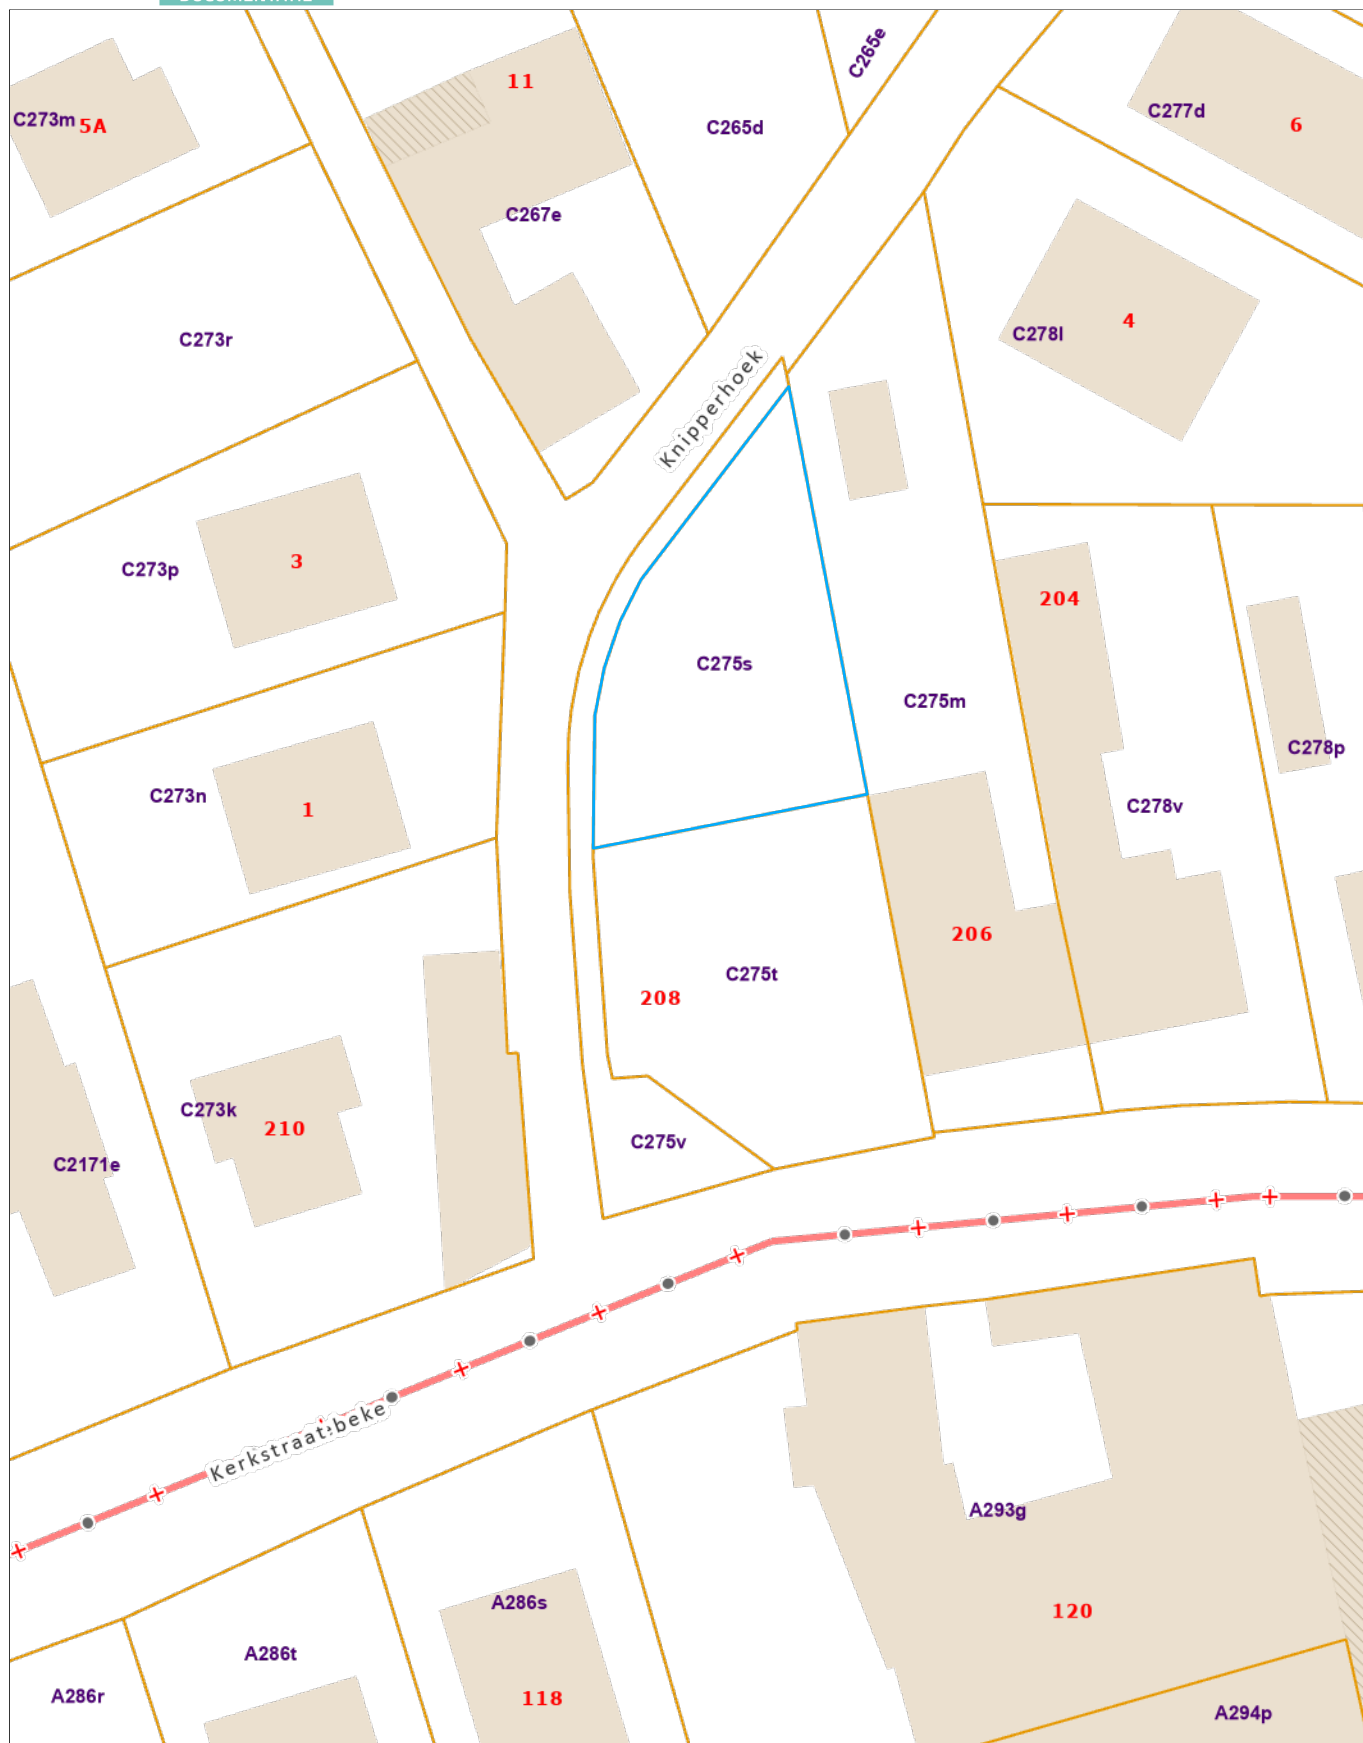 C265e
11
C277d
C273m
5A
6
C265d
C267e
4
C278l
C273r
Knipperhoek
3
C273p
204
C275s
C275m
C278p
C273n
C278v
1
206
C275t
208
C273k
210
C275v
C2171e
Kerkstraat
beke
A293g
A286s
120
A286t
A286r
118
A294p